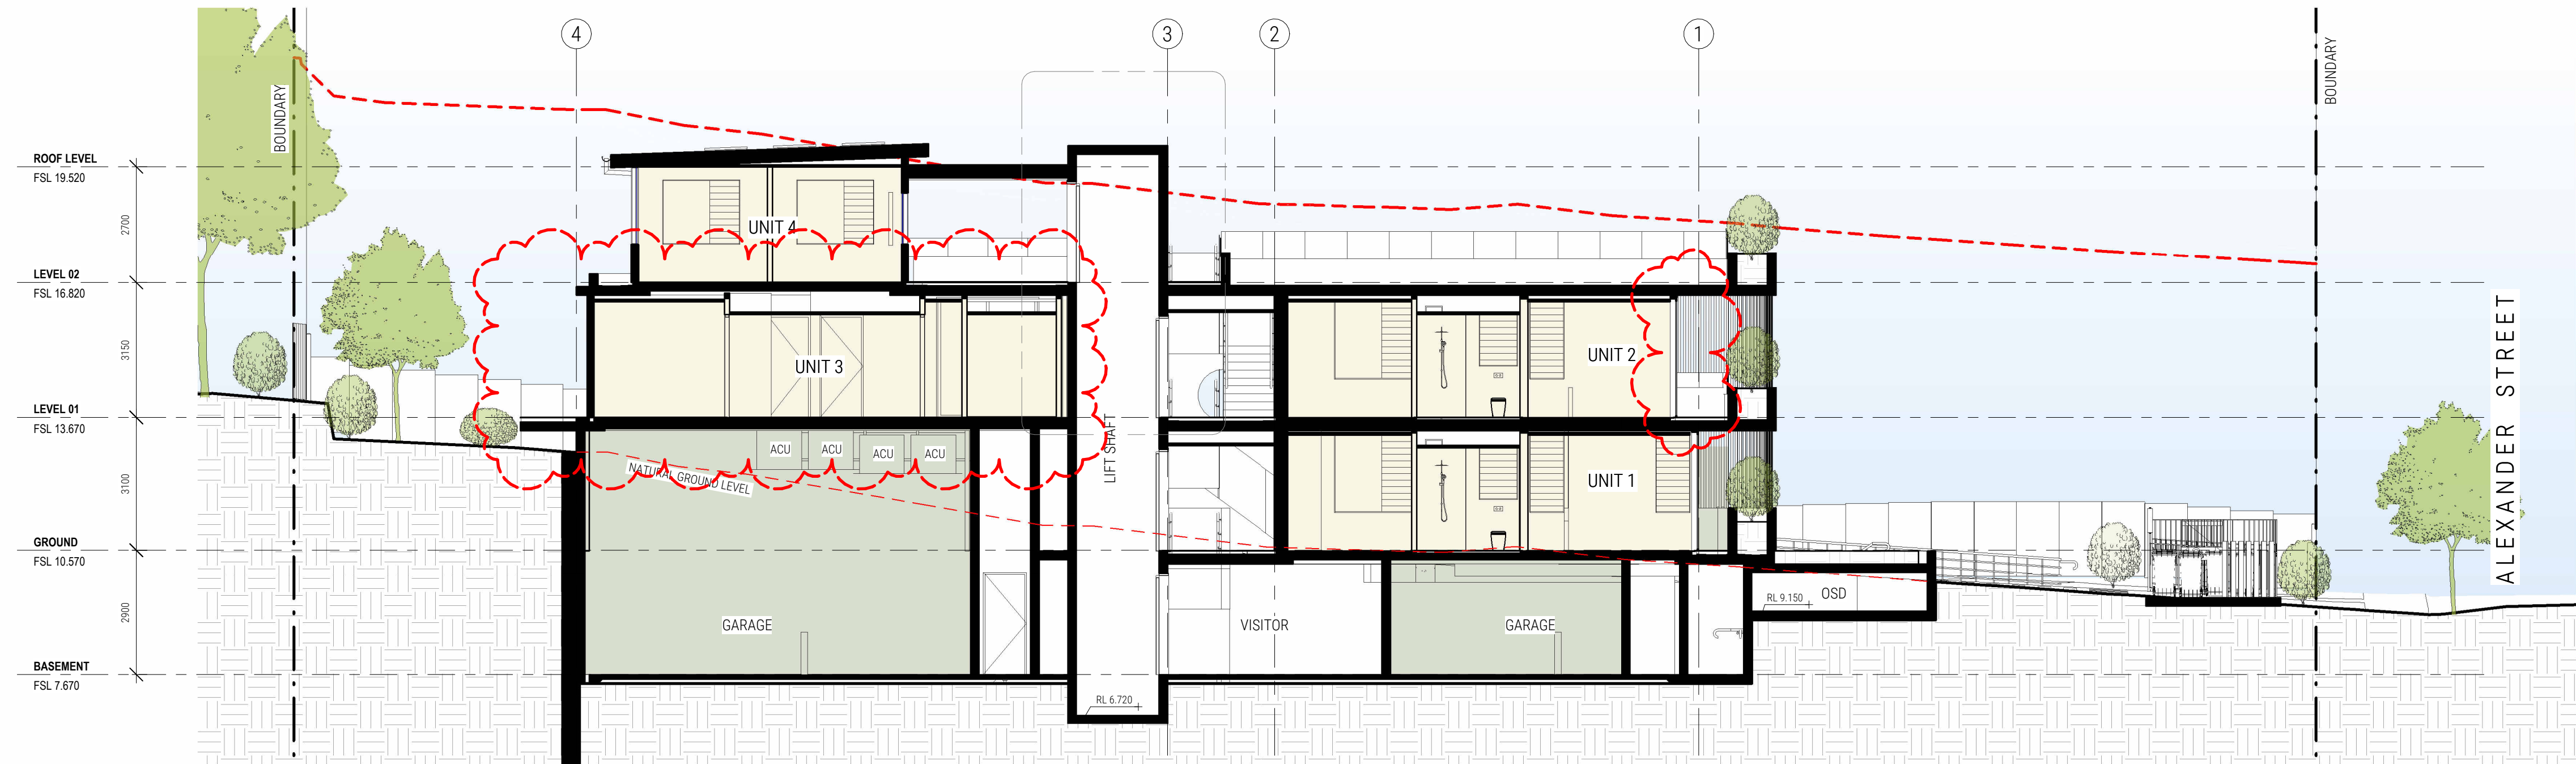 4
3
2
1
BOUNDARY
BOUNDARY
ROOF LEVEL
FSL 19.520
2700
UNIT 4
LEVEL 02
FSL 16.820
3150
UNIT 3
UNIT 2
LEVEL 01
FSL 13.670
LIFT SHAFT
ACU
ACU
ACU
ACU
NATURAL GROUND LEVEL
3100
UNIT 1
ALEXANDER STREET
GROUND
FSL 10.570
2900
GARAGE
VISITOR
GARAGE
RL 9.150
OSD
BASEMENT
FSL 7.670
RL 6.720